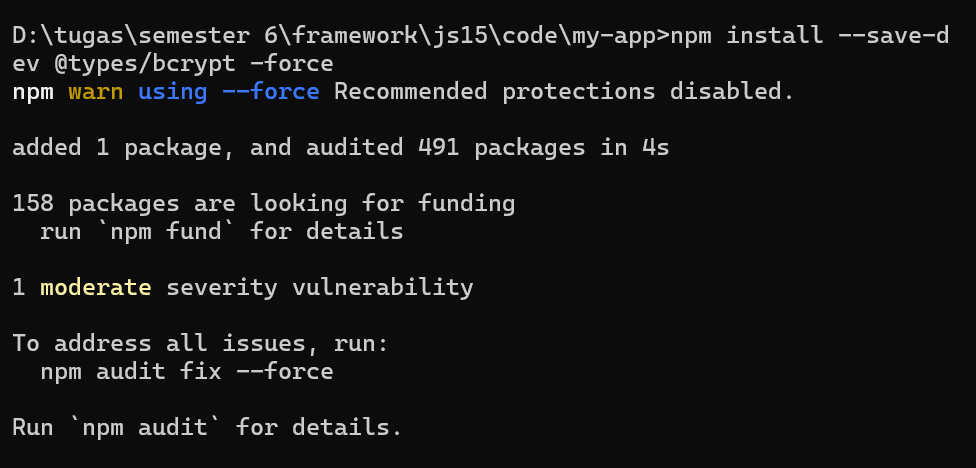 D:\tugas\semester 6\framework\js15\code\my-app>npm install --save-d
ev @types/bcrypt -force
npm warn using --force Recommended protections disabled.
added 1 package, and audited 491 packages in 4s
158 packages are looking for funding
  run `npm fund` for details
1 moderate severity vulnerability
To address all issues, run:
  npm audit fix --force
Run `npm audit` for details.